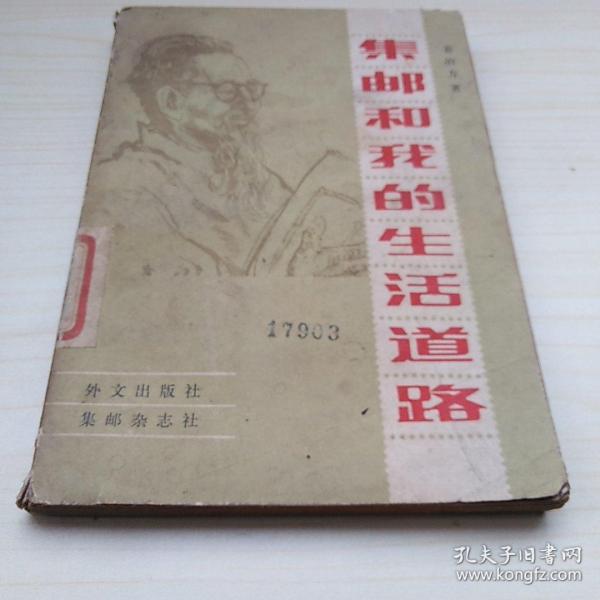 集邮和我的生活道路
著
17903
外文出版社
集邮杂志社
孔夫子旧书网
www.kongfz.com